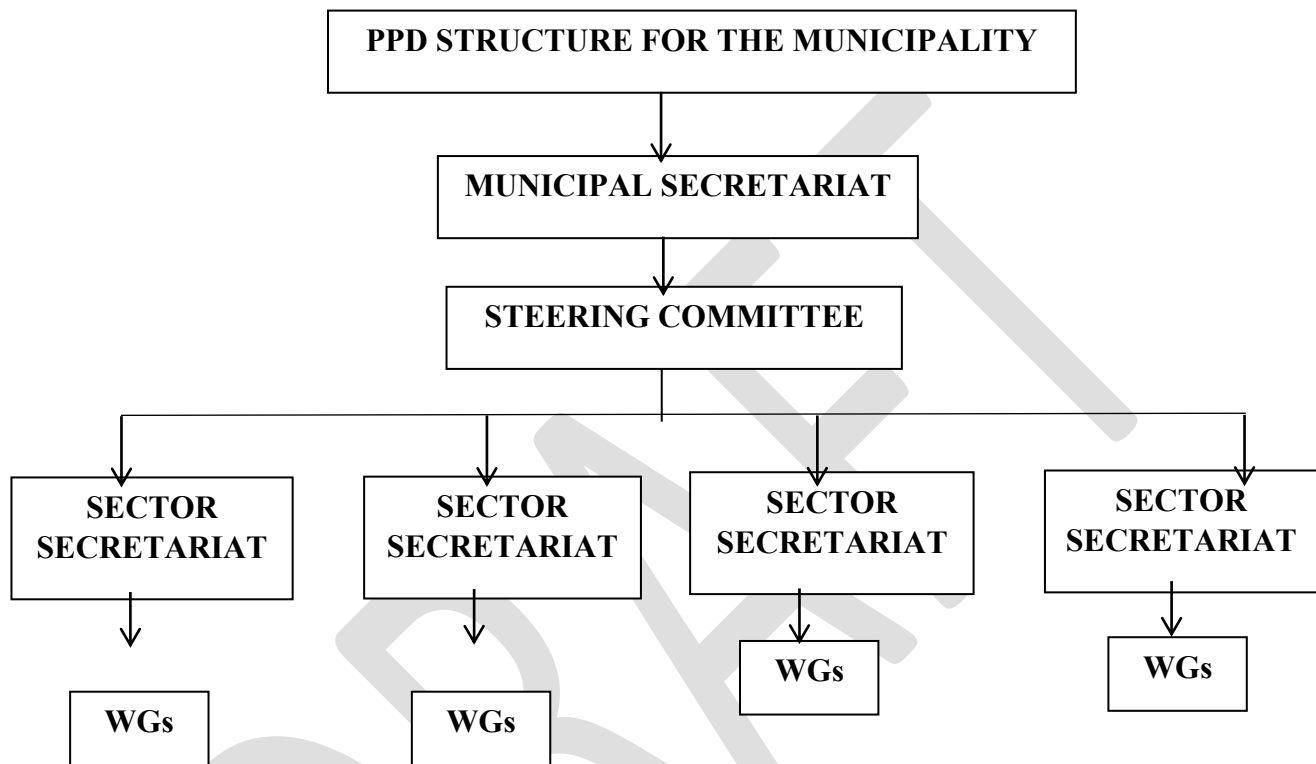 PPD STRUCTURE FOR THE MUNICIPALITY
MUNICIPAL SECRETARIAT
STEERING COMMITTEE
SECTOR
SECRETARIAT
SECTOR
SECRETARIAT
SECTOR
SECRETARIAT
SECTOR
SECRETARIAT
WGs
WGs
WGs
WGs
DRAFT